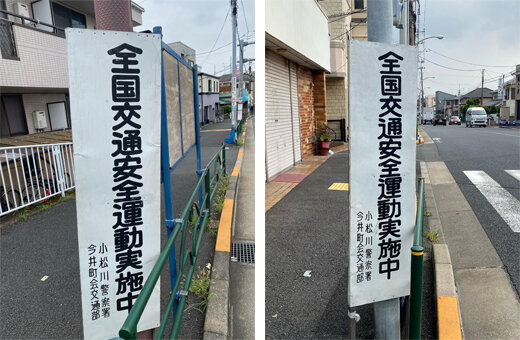 全国交通安全運動実施中
小松川警察署
今井町会交通部
全国交通安全運動実施中
小松川警察署
今井町会交通部